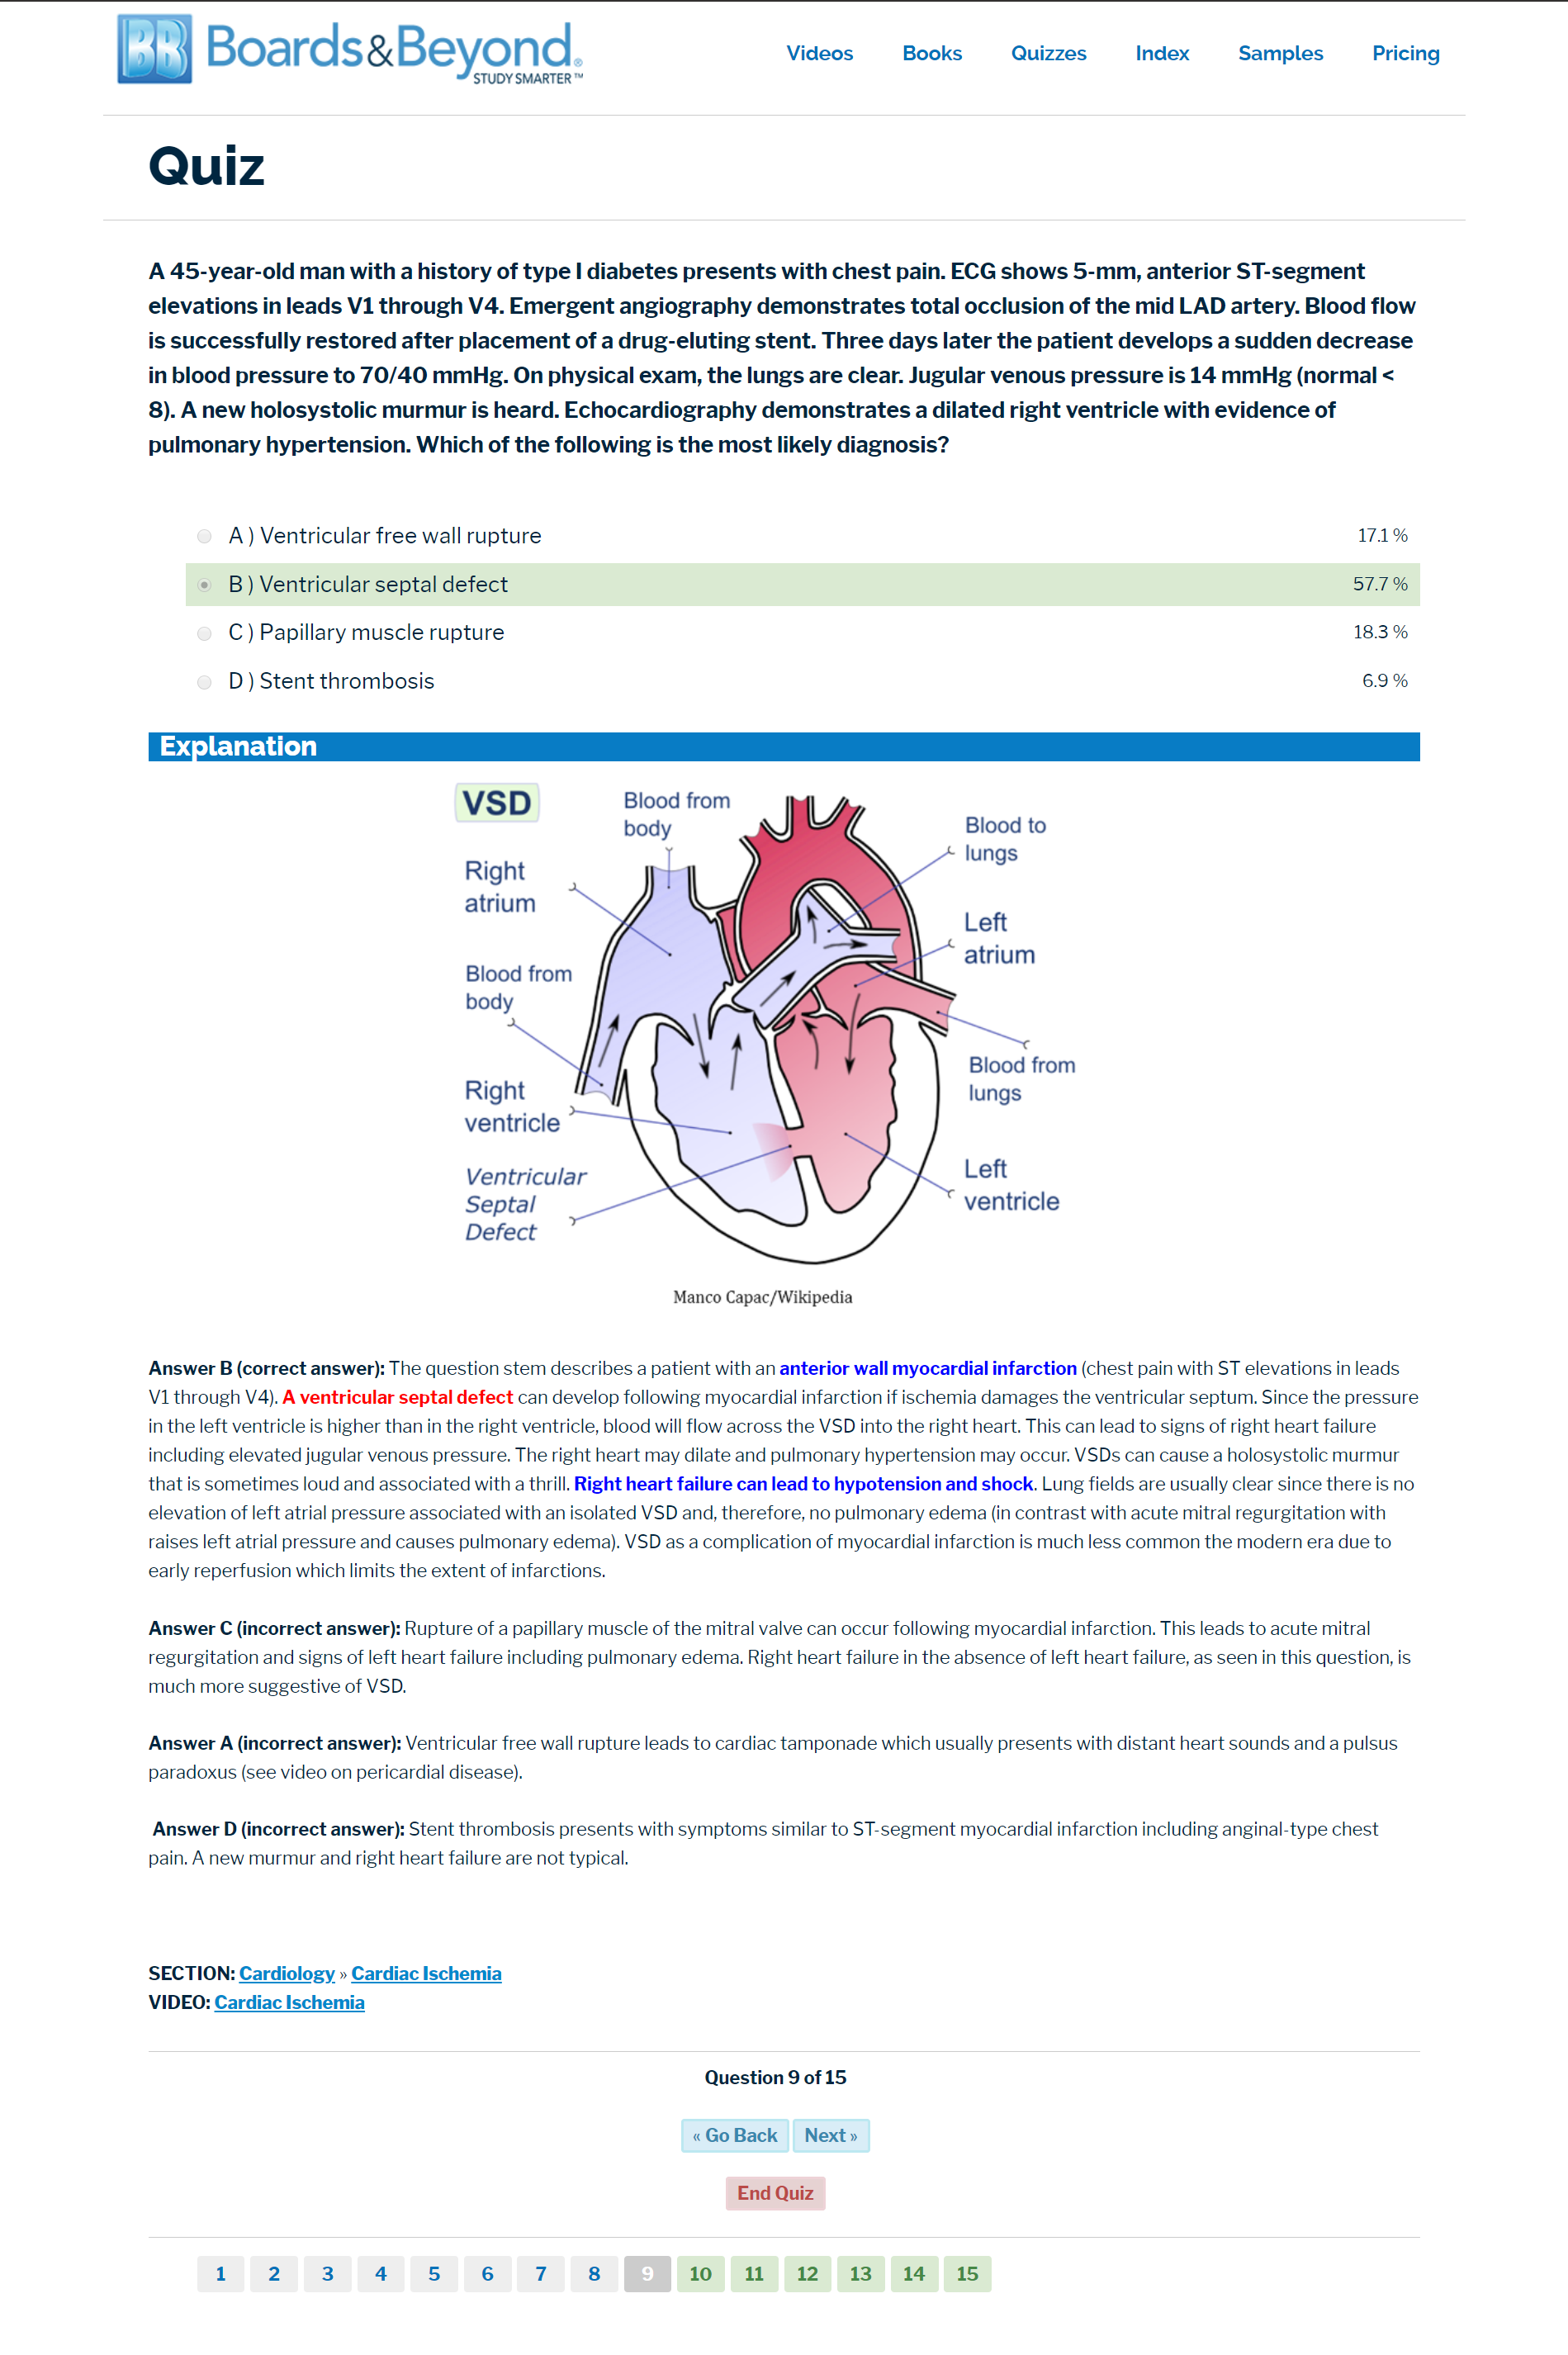 BB Boards&Beyond®
STUDY SMARTER™
Videos Books Quizzes Index Samples Pricing
Quiz
A 45-year-old man with a history of type I diabetes presents with chest pain. ECG shows 5-mm, anterior ST-segment
elevations in leads V1 through V4. Emergent angiography demonstrates total occlusion of the mid LAD artery. Blood flow
is successfully restored after placement of a drug-eluting stent. Three days later the patient develops a sudden decrease
in blood pressure to 70/40 mmHg. On physical exam, the lungs are clear. Jugular venous pressure is 14 mmHg (normal <
8). A new holosystolic murmur is heard. Echocardiography demonstrates a dilated right ventricle with evidence of
pulmonary hypertension. Which of the following is the most likely diagnosis?
A ) Ventricular free wall rupture 17.1 %
B ) Ventricular septal defect 57.7 %
C ) Papillary muscle rupture 18.3 %
D ) Stent thrombosis 6.9 %
Explanation
VSD
Blood from
body
Blood to
lungs
Right
atrium
Left
atrium
Blood from
body
Blood from
lungs
Right
ventricle
Left
ventricle
Ventricular
Septal
Defect
Manco Capac/Wikipedia
Answer B (correct answer): The question stem describes a patient with an anterior wall myocardial infarction (chest pain with ST elevations in leads
V1 through V4). A ventricular septal defect can develop following myocardial infarction if ischemia damages the ventricular septum. Since the pressure
in the left ventricle is higher than in the right ventricle, blood will flow across the VSD into the right heart. This can lead to signs of right heart failure
including elevated jugular venous pressure. The right heart may dilate and pulmonary hypertension may occur. VSDs can cause a holosystolic murmur
that is sometimes loud and associated with a thrill. Right heart failure can lead to hypotension and shock. Lung fields are usually clear since there is no
elevation of left atrial pressure associated with an isolated VSD and, therefore, no pulmonary edema (in contrast with acute mitral regurgitation with
raises left atrial pressure and causes pulmonary edema). VSD as a complication of myocardial infarction is much less common the modern era due to
early reperfusion which limits the extent of infarctions.
Answer C (incorrect answer): Rupture of a papillary muscle of the mitral valve can occur following myocardial infarction. This leads to acute mitral
regurgitation and signs of left heart failure including pulmonary edema. Right heart failure in the absence of left heart failure, as seen in this question, is
much more suggestive of VSD.
Answer A (incorrect answer): Ventricular free wall rupture leads to cardiac tamponade which usually presents with distant heart sounds and a pulsus
paradoxus (see video on pericardial disease).
Answer D (incorrect answer): Stent thrombosis presents with symptoms similar to ST-segment myocardial infarction including anginal-type chest
pain. A new murmur and right heart failure are not typical.
SECTION: Cardiology » Cardiac Ischemia
VIDEO: Cardiac Ischemia
Question 9 of 15
« Go Back Next »
End Quiz
1 2 3 4 5 6 7 8 9 10 11 12 13 14 15